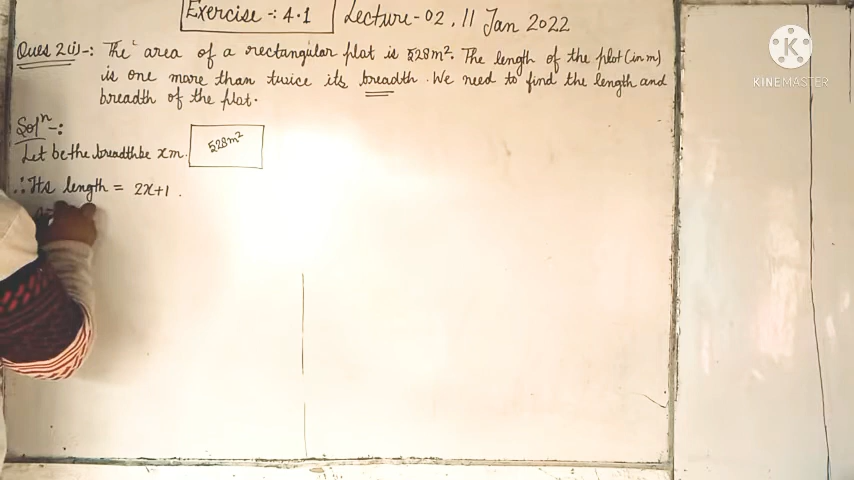 Exercise -: 4.1 Lecture-02, 11 Jan 2022
Ques 2(i)-: The area of a rectangular plat is 528m². The length of the plot (in m)
is one more than twice its breadth. We need to find the length and
breadth of the plat.
Solⁿ-:
Let be the breadth be x m.
528m²
∴ Its length = 2x+1.
KINEMASTER